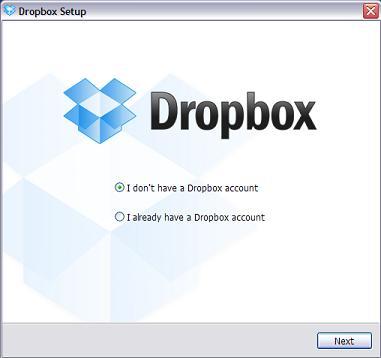 Dropbox Setup
Dropbox
I don't have a Dropbox account
I already have a Dropbox account
Next